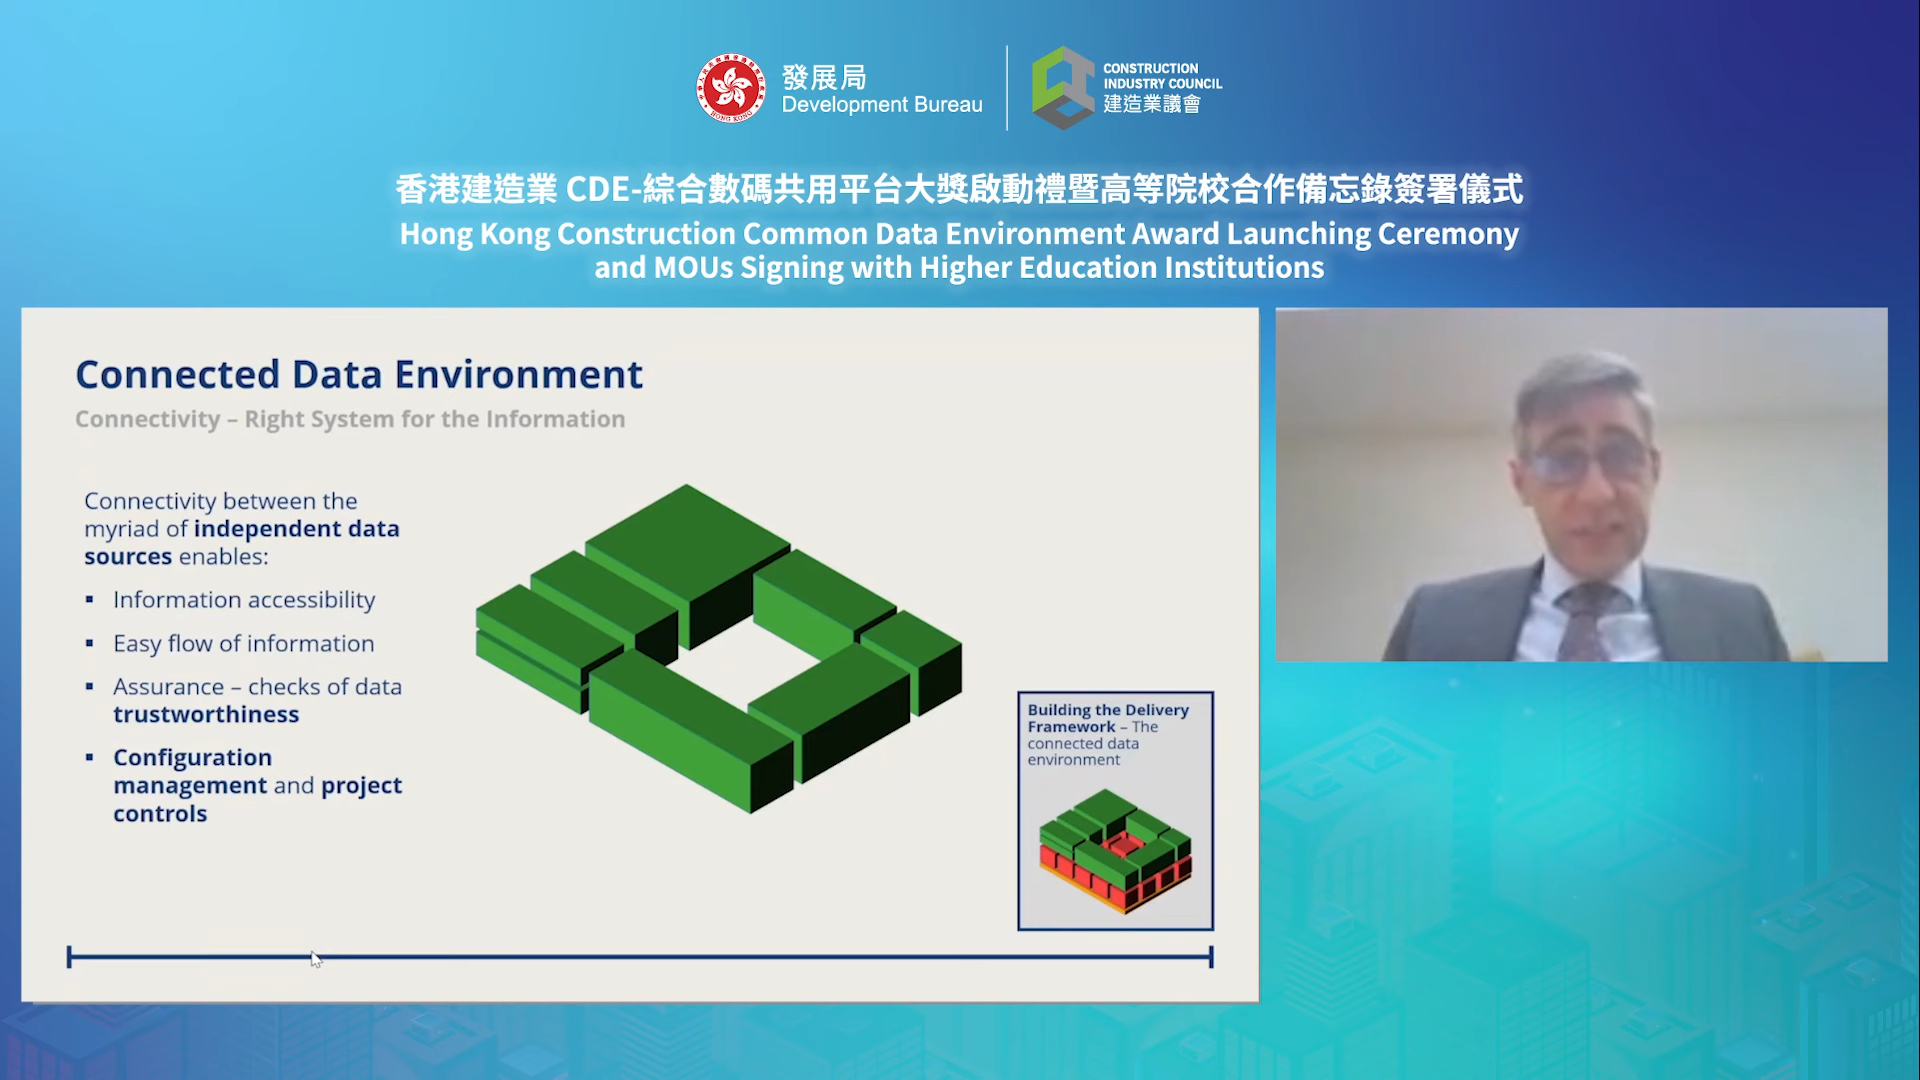 發展局
Development Bureau
CONSTRUCTION
INDUSTRY COUNCIL
建造業議會
香港建造業 CDE-綜合數碼共用平台大獎啟動禮暨高等院校合作備忘錄簽署儀式
Hong Kong Construction Common Data Environment Award Launching Ceremony
and MOUs Signing with Higher Education Institutions
Connected Data Environment
Connectivity – Right System for the Information
Connectivity between the
myriad of independent data
sources enables:
▪ Information accessibility
▪ Easy flow of information
▪ Assurance – checks of data
trustworthiness
▪ Configuration
management and project
controls
Building the Delivery
Framework – The
connected data
environment